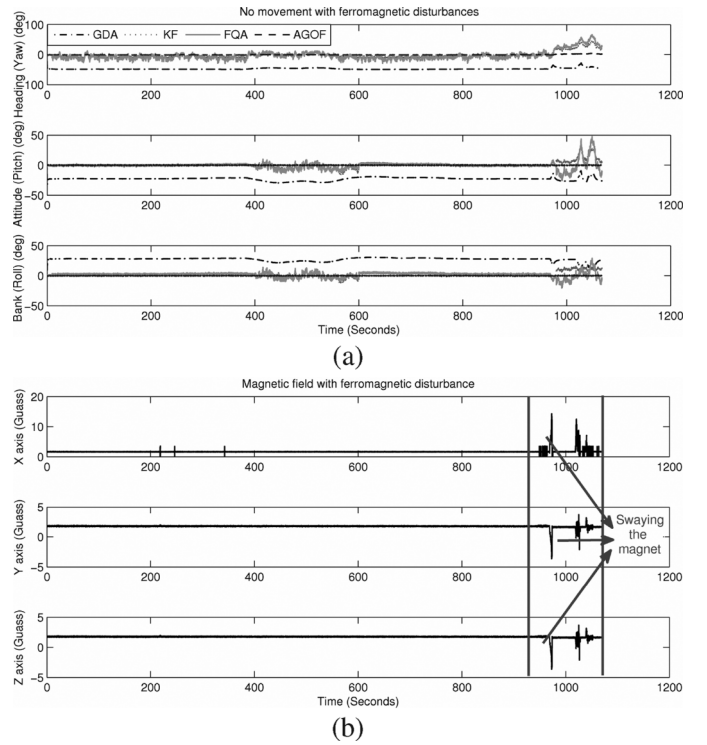 No movement with ferromagnetic disturbances
Heading (Yaw) (deg)
100
0
100
GDA KF FQA AGOF
0 200 400 600 800 1000 1200
Attitude (Pitch) (deg)
50
0
−50
0 200 400 600 800 1000 1200
Bank (Roll) (deg)
50
0
−50
0 200 400 600 800 1000 1200
Time (Seconds)
(a)
Magnetic field with ferromagnetic disturbance
X axis (Guass)
20
10
0
0 200 400 600 800 1000 1200
Y axis (Guass)
5
0
−5
0 200 400 600 800 1000 1200
Swaying
the
magnet
Z axis (Guass)
5
0
−5
0 200 400 600 800 1000 1200
Time (Seconds)
(b)